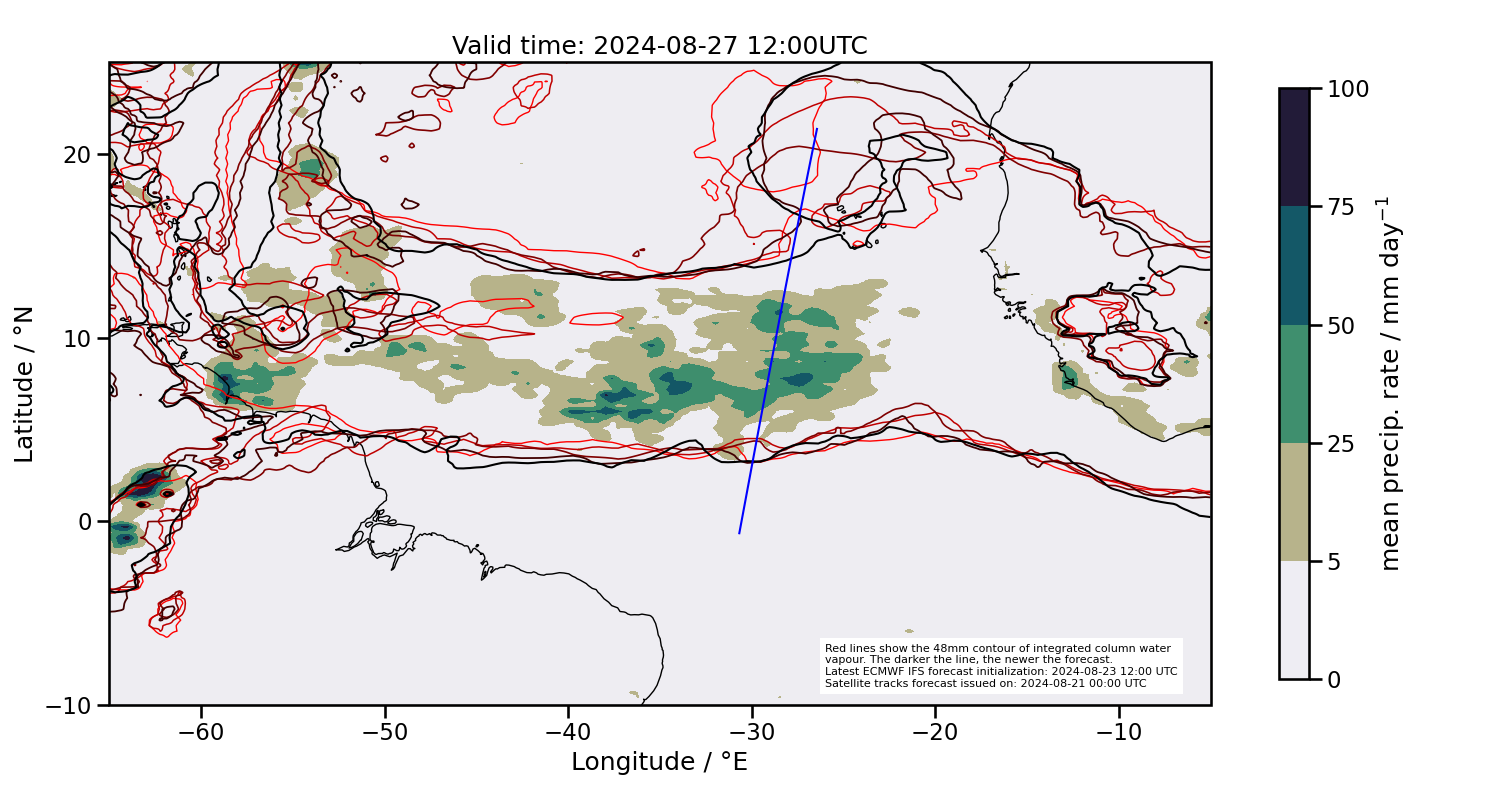 Valid time: 2024-08-27 12:00UTC
Latitude / °N
20
10
0
−10
−60
−50
−40
−30
−20
−10
Longitude / °E
Red lines show the 48mm contour of integrated column water
vapour. The darker the line, the newer the forecast.
Latest ECMWF IFS forecast initialization: 2024-08-23 12:00 UTC
Satellite tracks forecast issued on: 2024-08-21 00:00 UTC
100
75
50
25
5
0
mean precip. rate / mm day⁻¹